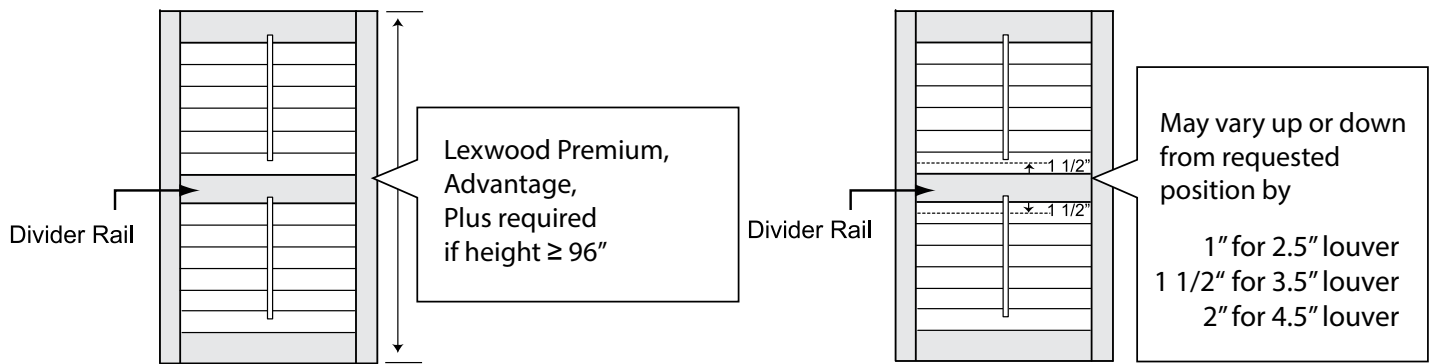 Divider Rail
Lexwood Premium,
Advantage,
Plus required
if height ≥ 96”
Divider Rail
1 1/2”
1 1/2”
May vary up or down
from requested
position by
1” for 2.5” louver
1 1/2“ for 3.5” louver
2” for 4.5” louver